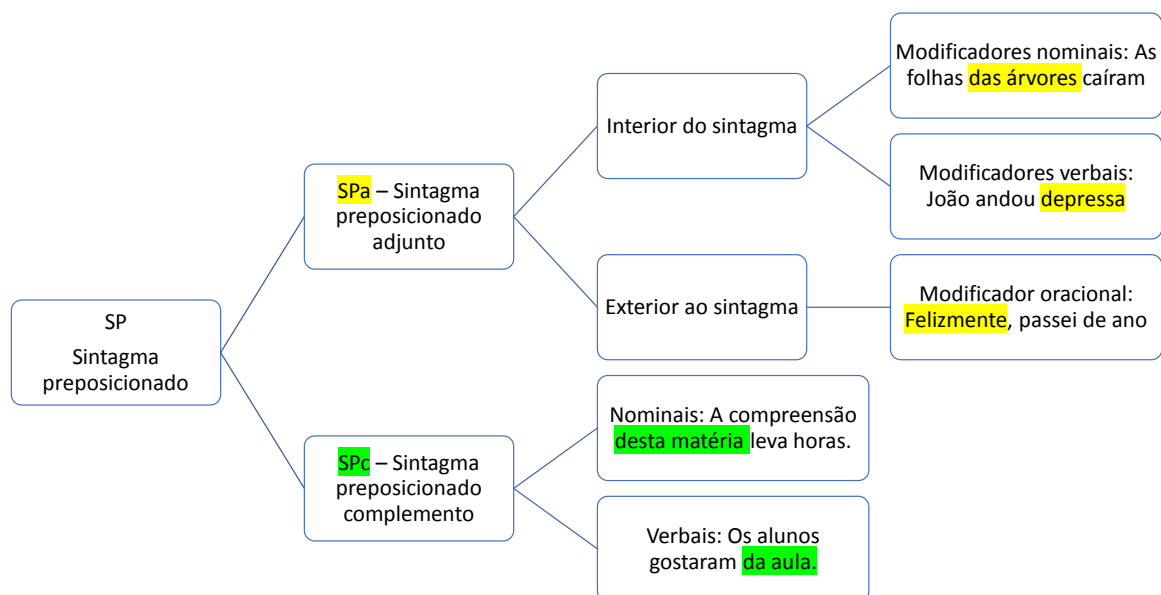 SP
Sintagma
preposicionado
SPa – Sintagma
preposicionado
adjunto
Interior do sintagma
Modificadores nominais: As
folhas das árvores caíram
Modificadores verbais:
João andou depressa
Exterior ao sintagma
Modificador oracional:
Felizmente, passei de ano
SPc – Sintagma
preposicionado
complemento
Nominais: A compreensão
desta matéria leva horas.
Verbais: Os alunos
gostaram da aula.